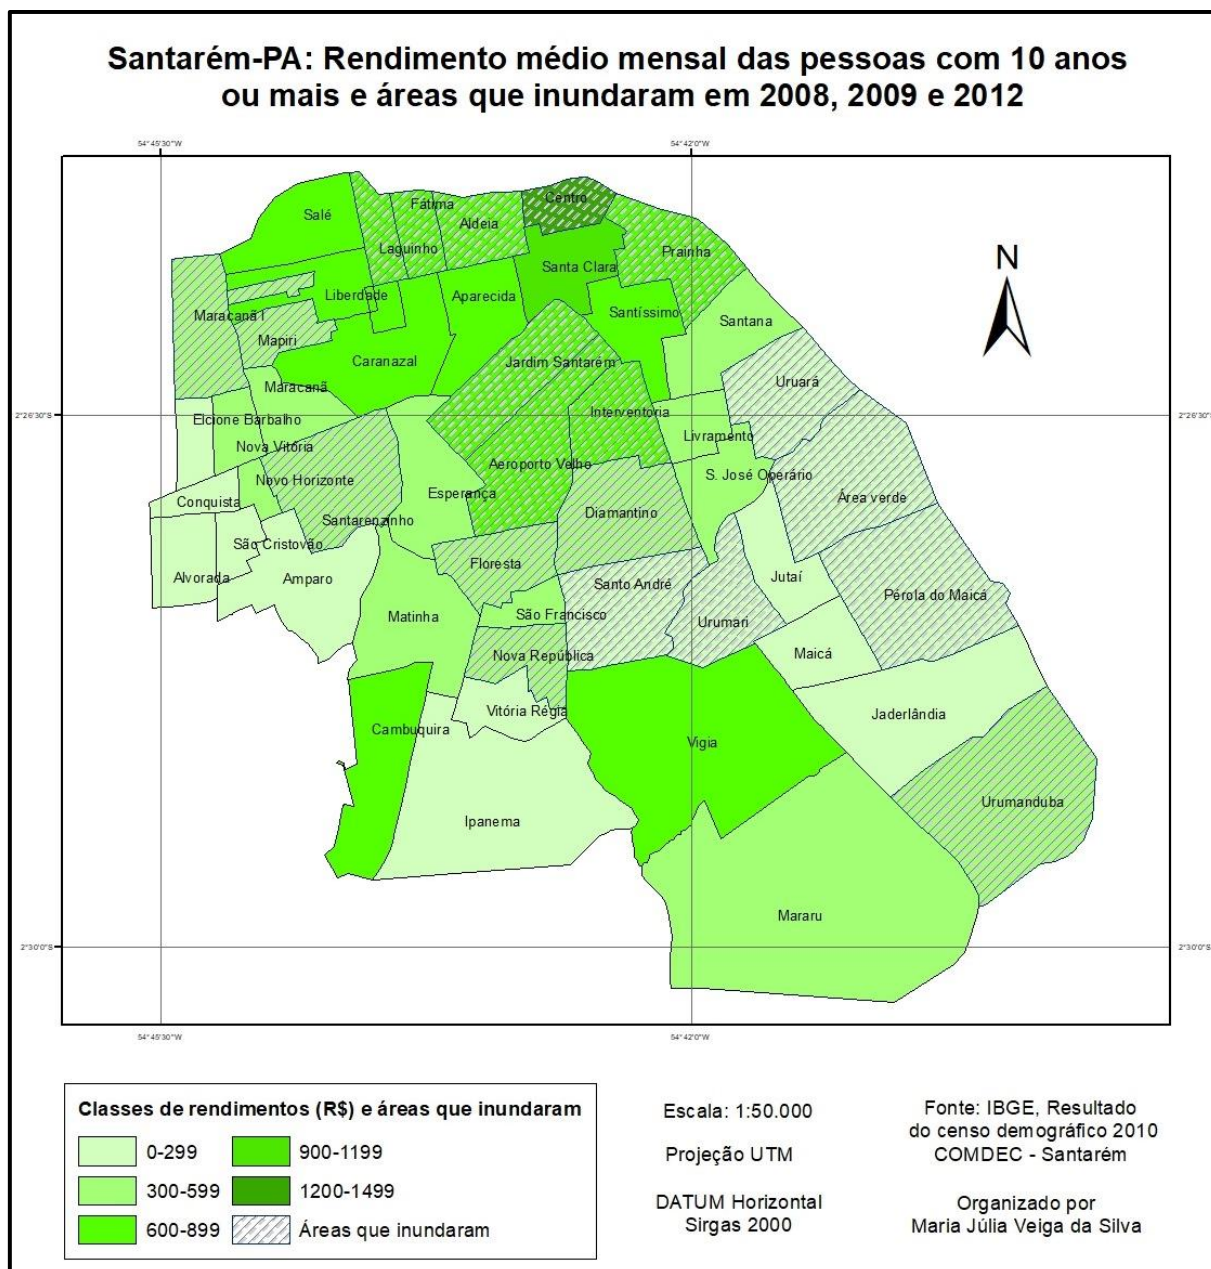 Santarém-PA: Rendimento médio mensal das pessoas com 10 anos
ou mais e áreas que inundaram em 2008, 2009 e 2012
54°45'30"W
54°42'0"W
Centro
Fátima
Salé
Aldeia
Laguinho
Prainha
Santa Clara
Liberdade
Aparecida
Maracanã I
Santíssimo
Santana
Mapiri
Caranazal
Jardim Santarém
Uruará
Maracanã
2°26'30"S
2°26'30"S
Elcione Barbalho
Interventoria
Livramento
Nova Vitória
Aeroporto Velho
S. José Operário
Novo Horizonte
Esperança
Área verde
Conquista
Santarenzinho
Diamantino
São Cristovão
Floresta
Alvorada
Amparo
Santo André
Jutaí
Pérola do Maicá
Matinha
São Francisco
Urumari
Nova República
Maicá
Vitória Régia
Jaderlândia
Cambuquira
Vigia
Urumanduba
Ipanema
Mararu
2°30'0"S
2°30'0"S
54°45'30"W
54°42'0"W
N
Classes de rendimentos (R$) e áreas que inundaram
0-299
900-1199
300-599
1200-1499
600-899
Áreas que inundaram
Escala: 1:50.000
Projeção UTM
DATUM Horizontal
Sirgas 2000
Fonte: IBGE, Resultado
do censo demográfico 2010
COMDEC - Santarém
Organizado por
Maria Júlia Veiga da Silva